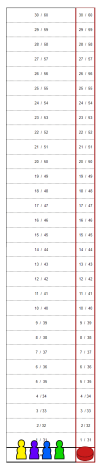 30 / 60 30 / 60
29 / 59 29 / 59
28 / 58 28 / 58
27 / 57 27 / 57
26 / 56 26 / 56
25 / 55 25 / 55
24 / 54 24 / 54
23 / 53 23 / 53
22 / 52 22 / 52
21 / 51 21 / 51
20 / 50 20 / 50
19 / 49 19 / 49
18 / 48 18 / 48
17 / 47 17 / 47
16 / 46 16 / 46
15 / 45 15 / 45
14 / 44 14 / 44
13 / 43 13 / 43
12 / 42 12 / 42
11 / 41 11 / 41
10 / 40 10 / 40
9 / 39 9 / 39
8 / 38 8 / 38
7 / 37 7 / 37
6 / 36 6 / 36
5 / 35 5 / 35
4 / 34 4 / 34
3 / 33 3 / 33
2 / 32 2 / 32
1 / 31 1 / 31